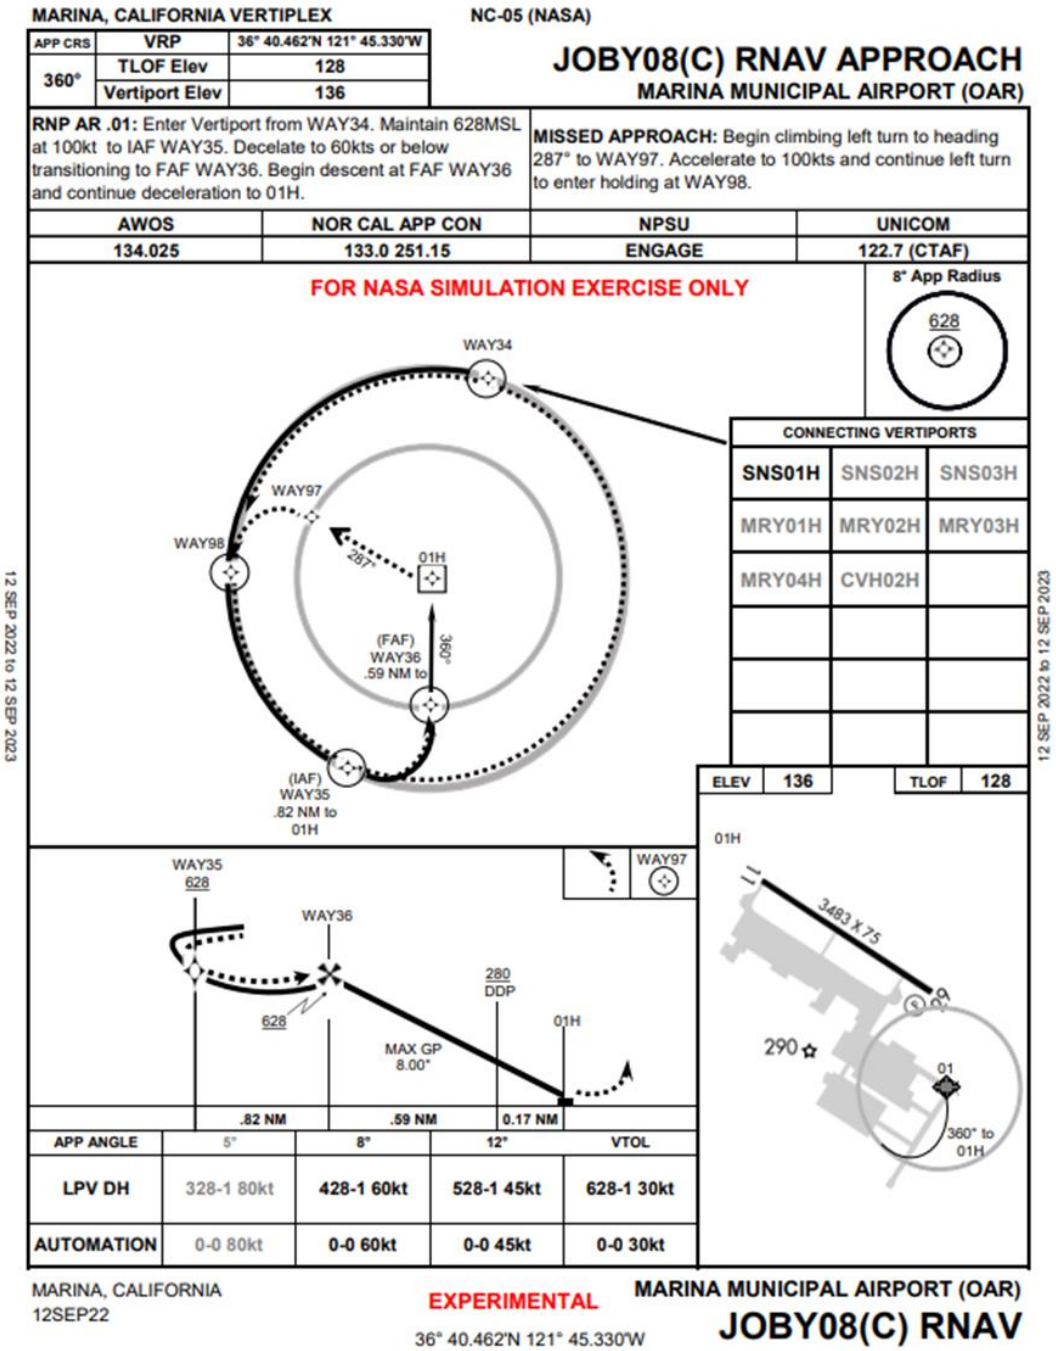 MARINA, CALIFORNIA VERTIPLEX
NC-05 (NASA)
APP CRS
360°
VRP
36° 40.462'N 121° 45.330'W
TLOF Elev
128
Vertiport Elev
136
JOBY08(C) RNAV APPROACH
MARINA MUNICIPAL AIRPORT (OAR)
RNP AR .01: Enter Vertiport from WAY34. Maintain 628MSL
at 100kt to IAF WAY35. Decelate to 60kts or below
transitioning to FAF WAY36. Begin descent at FAF WAY36
and continue deceleration to 01H.
MISSED APPROACH: Begin climbing left turn to heading
287° to WAY97. Accelerate to 100kts and continue left turn
to enter holding at WAY98.
AWOS
NOR CAL APP CON
NPSU
UNICOM
134.025
133.0 251.15
ENGAGE
122.7 (CTAF)
FOR NASA SIMULATION EXERCISE ONLY
8° App Radius
628
WAY34
WAY97
WAY98
287°
01H
(FAF)
WAY36
.59 NM to
360°
(IAF)
WAY35
.82 NM to
01H
CONNECTING VERTIPORTS
SNS01H SNS02H SNS03H
MRY01H MRY02H MRY03H
MRY04H CVH02H
12 SEP 2022 to 12 SEP 2023
12 SEP 2022 to 12 SEP 2023
ELEV 136
TLOF 128
01H
11
3483 X 75
29
S
290
01
360° to
01H
WAY35
628
WAY36
628
WAY97
280
DDP
01H
MAX GP
8.00°
.82 NM
.59 NM
0.17 NM
APP ANGLE 5° 8° 12° VTOL
LPV DH 328-1 80kt 428-1 60kt 528-1 45kt 628-1 30kt
AUTOMATION 0-0 80kt 0-0 60kt 0-0 45kt 0-0 30kt
MARINA, CALIFORNIA
12SEP22
EXPERIMENTAL
36° 40.462'N 121° 45.330'W
MARINA MUNICIPAL AIRPORT (OAR)
JOBY08(C) RNAV